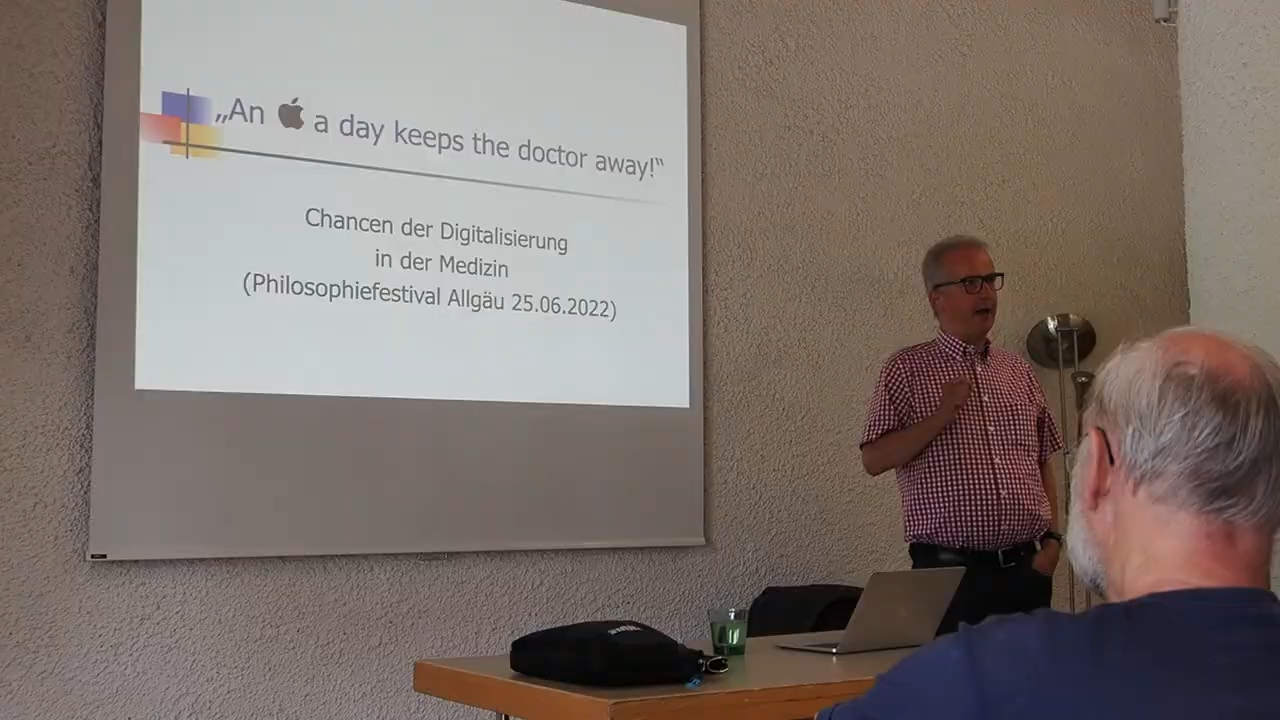 „An a day keeps the doctor away!“
Chancen der Digitalisierung
in der Medizin
(Philosophiefestival Allgäu 25.06.2022)